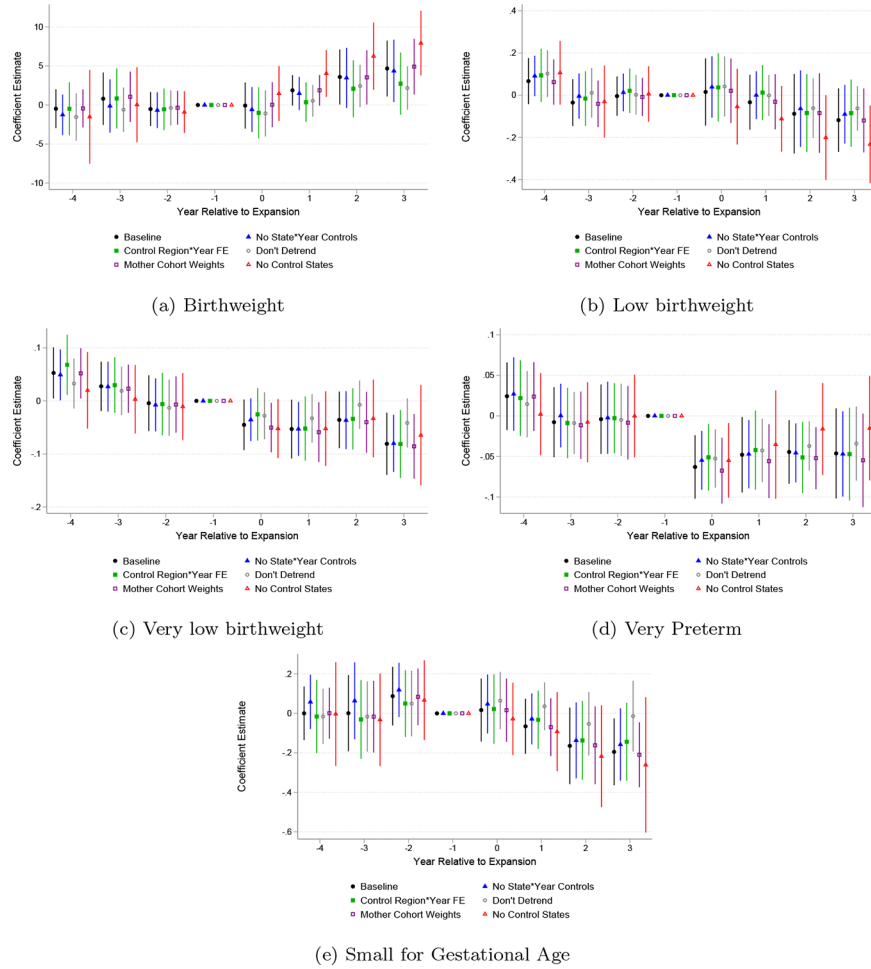 10
5
0
-5
-10
Coefficient Estimate
-4 -3 -2 -1 0 1 2 3
Year Relative to Expansion
Baseline No State*Year Controls
Control Region*Year FE Don't Detrend
Mother Cohort Weights No Control States
(a) Birthweight
.4
.2
0
-.2
-.4
Coefficient Estimate
-4 -3 -2 -1 0 1 2 3
Year Relative to Expansion
Baseline No State*Year Controls
Control Region*Year FE Don't Detrend
Mother Cohort Weights No Control States
(b) Low birthweight
.1
0
-.1
-.2
Coefficient Estimate
-4 -3 -2 -1 0 1 2 3
Year Relative to Expansion
Baseline No State*Year Controls
Control Region*Year FE Don't Detrend
Mother Cohort Weights No Control States
(c) Very low birthweight
.1
.05
0
-.05
-.1
Coefficient Estimate
-4 -3 -2 -1 0 1 2 3
Year Relative to Expansion
Baseline No State*Year Controls
Control Region*Year FE Don't Detrend
Mother Cohort Weights No Control States
(d) Very Preterm
.2
0
-.2
-.4
-.6
Coefficient Estimate
-4 -3 -2 -1 0 1 2 3
Year Relative to Expansion
Baseline No State*Year Controls
Control Region*Year FE Don't Detrend
Mother Cohort Weights No Control States
(e) Small for Gestational Age